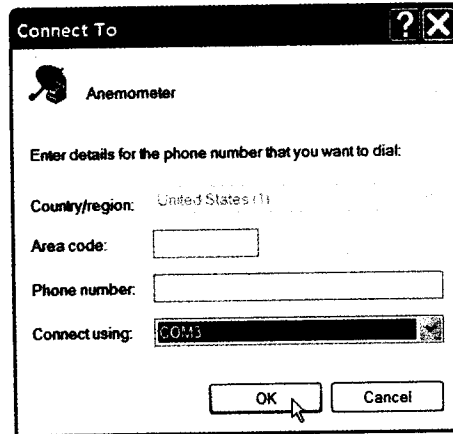 Connect To
Anemometer
Enter details for the phone number that you want to dial:
Country/region: United States (1)
Area code:
Phone number:
Connect using: COM3
OK Cancel